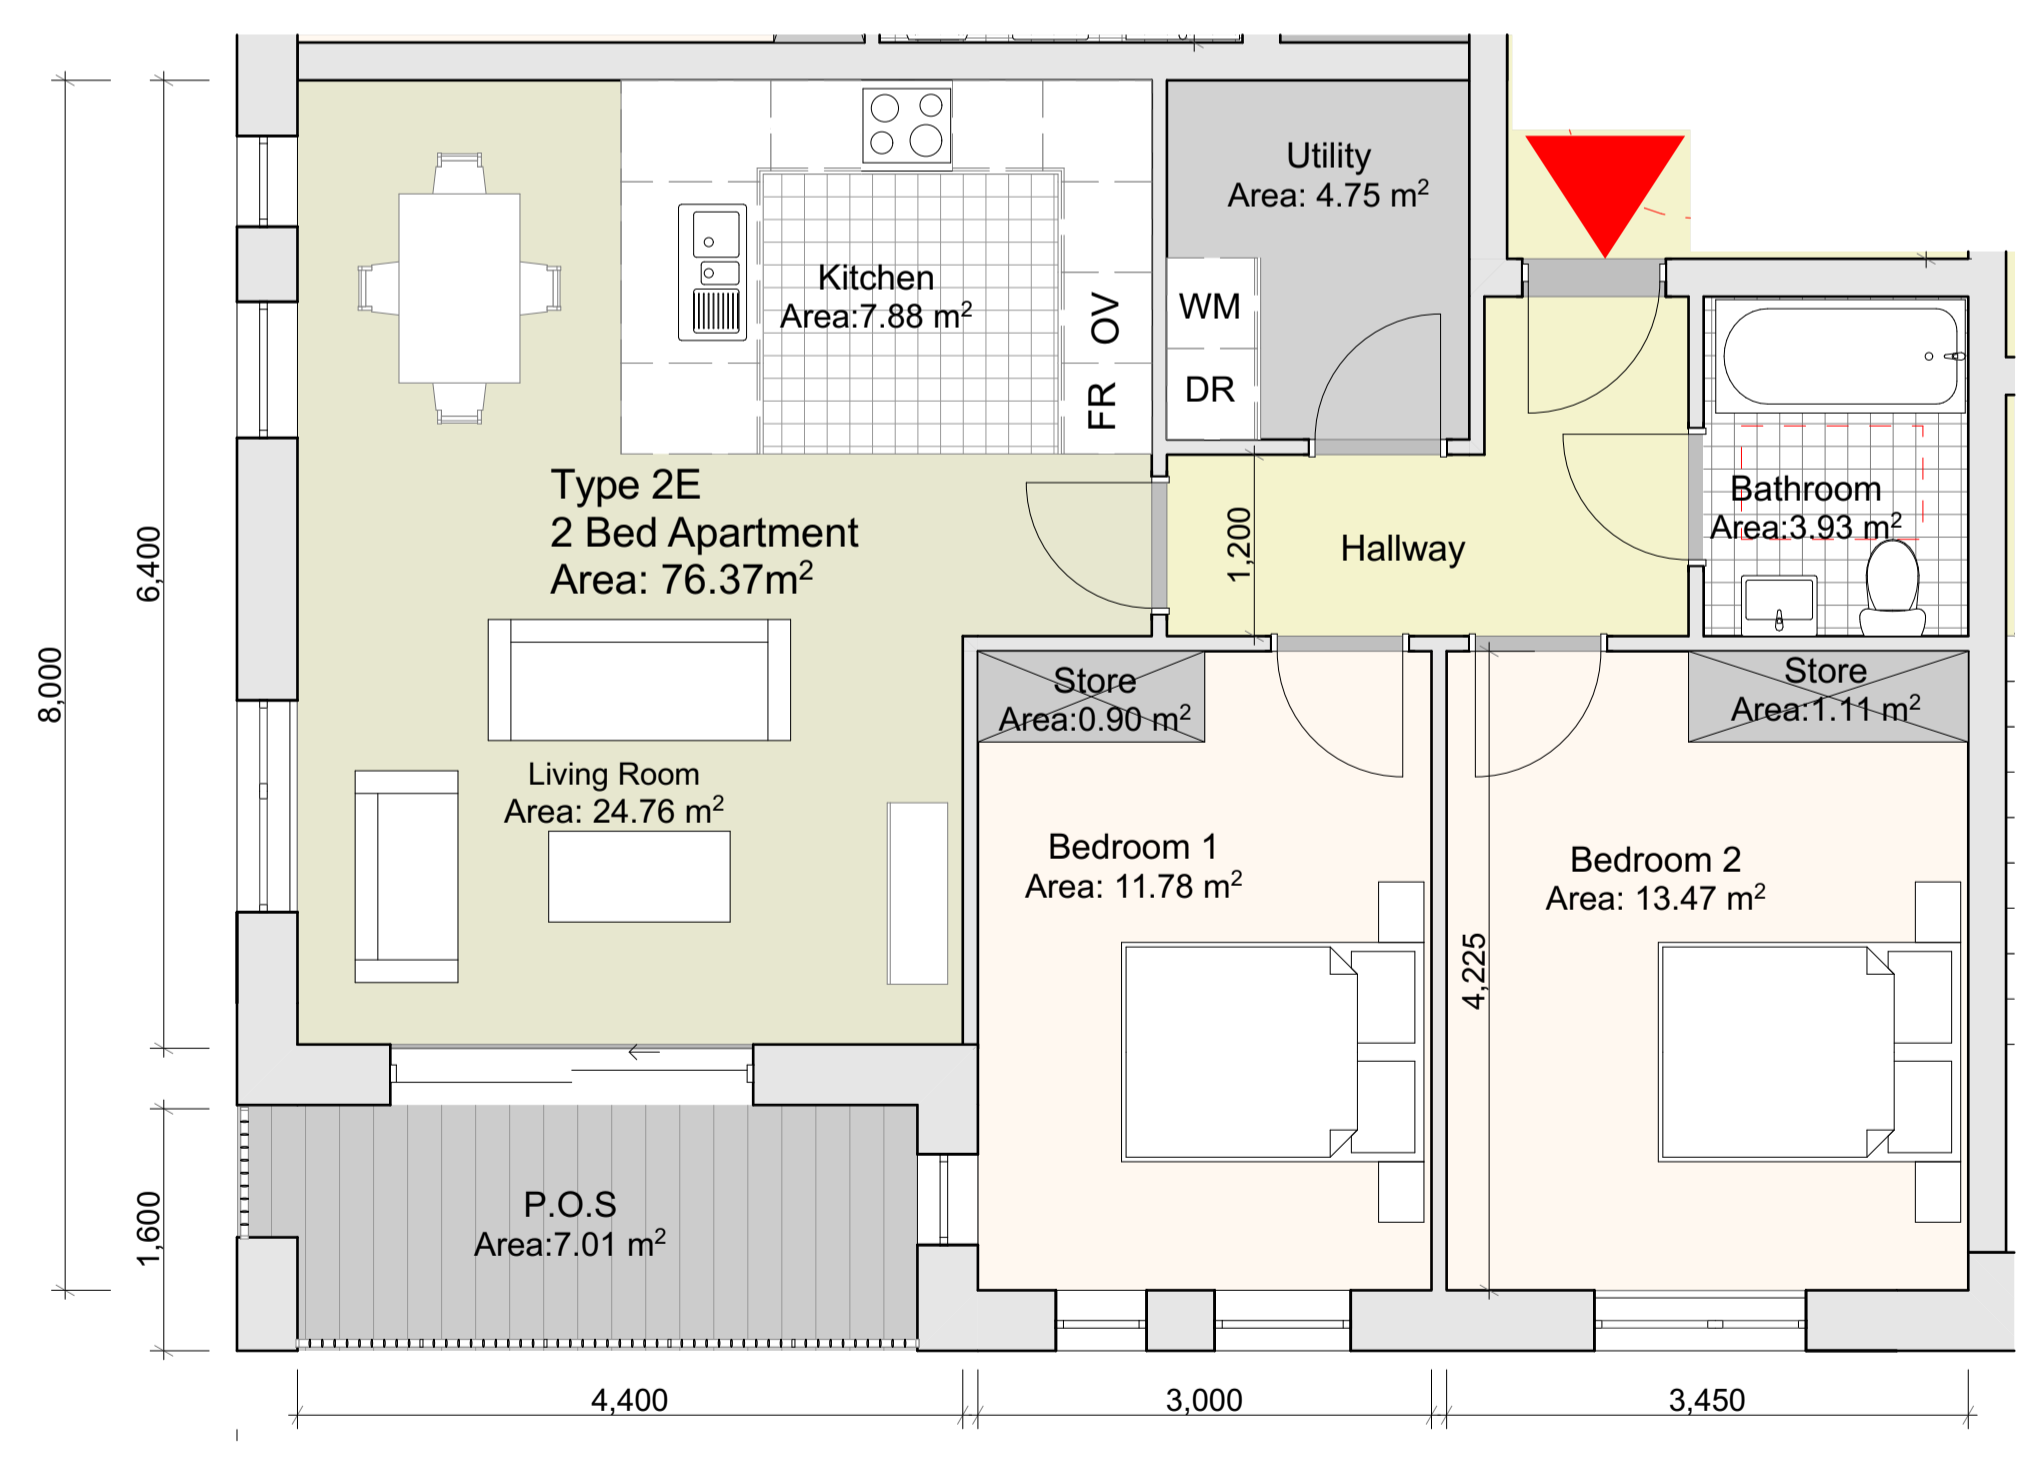 Utility
Area: 4.75 m²
Kitchen
Area:7.88 m²
OV
FR
WM
DR
Type 2E
2 Bed Apartment
Area: 76.37m²
1,200
Hallway
Bathroom
Area:3.93 m²
6,400
8,000
Store
Area:0.90 m²
Store
Area:1.11 m²
Living Room
Area: 24.76 m²
Bedroom 1
Area: 11.78 m²
Bedroom 2
Area: 13.47 m²
4,225
P.O.S
Area:7.01 m²
1,600
4,400
3,000
3,450